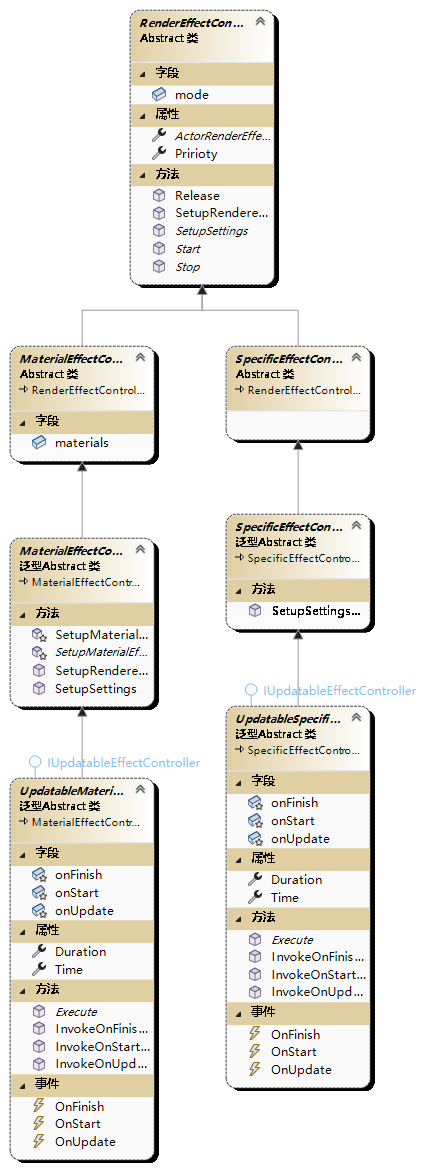 RenderEffectCon...
Abstract 类
字段
mode
属性
ActorRenderEffe...
Pririoty
方法
Release
SetupRendere...
SetupSettings
Start
Stop
MaterialEffectCo...
Abstract 类
RenderEffectControl...
字段
materials
SpecificEffectCon...
Abstract 类
RenderEffectControl...
MaterialEffectCo...
泛型Abstract 类
MaterialEffectContr...
方法
SetupMaterial...
SetupMaterialEf...
SetupRendere...
SetupSettings
SpecificEffectCon...
泛型Abstract 类
SpecificEffectContro...
方法
SetupSettings...
IUpdatableEffectController
UpdatableMateri...
泛型Abstract 类
MaterialEffectContr...
字段
onFinish
onStart
onUpdate
属性
Duration
Time
方法
Execute
InvokeOnFinis...
InvokeOnStart...
InvokeOnUpd...
事件
OnFinish
OnStart
OnUpdate
IUpdatableEffectController
UpdatableSpecifi...
泛型Abstract 类
SpecificEffectContro...
字段
onFinish
onStart
onUpdate
属性
Duration
Time
方法
Execute
InvokeOnFinis...
InvokeOnStart...
InvokeOnUpd...
事件
OnFinish
OnStart
OnUpdate